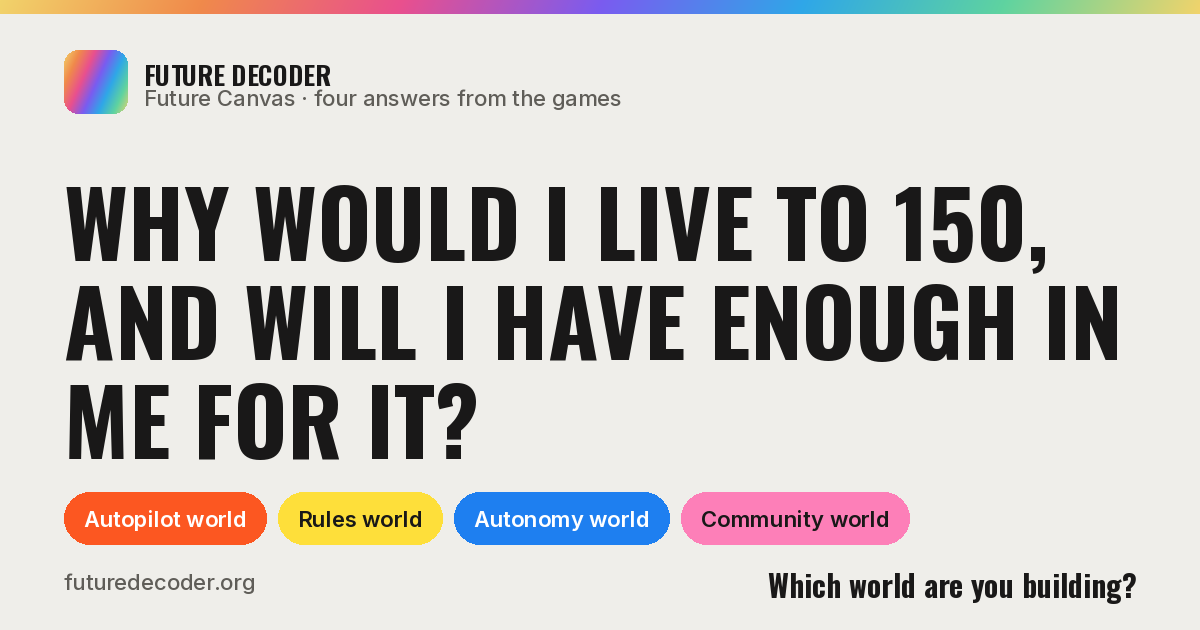 FUTURE DECODER
Future Canvas · four answers from the games
WHY WOULD I LIVE TO 150,
AND WILL I HAVE ENOUGH IN
ME FOR IT?
Autopilot world
Rules world
Autonomy world
Community world
futuredecoder.org
Which world are you building?